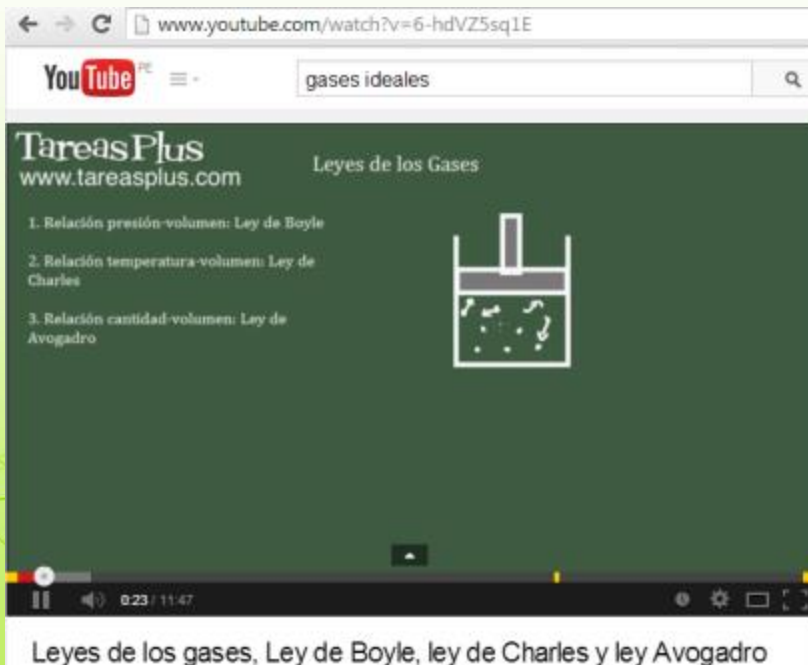 www.youtube.com/watch?v=6-hdVZ5sq1E
YouTube PE
gases ideales
TareasPlus
www.tareasplus.com
Leyes de los Gases
1. Relación presión-volumen: Ley de Boyle
2. Relación temperatura-volumen: Ley de
Charles
3. Relación cantidad-volumen: Ley de
Avogadro
0:23 / 11:47
Leyes de los gases, Ley de Boyle, ley de Charles y ley Avogadro